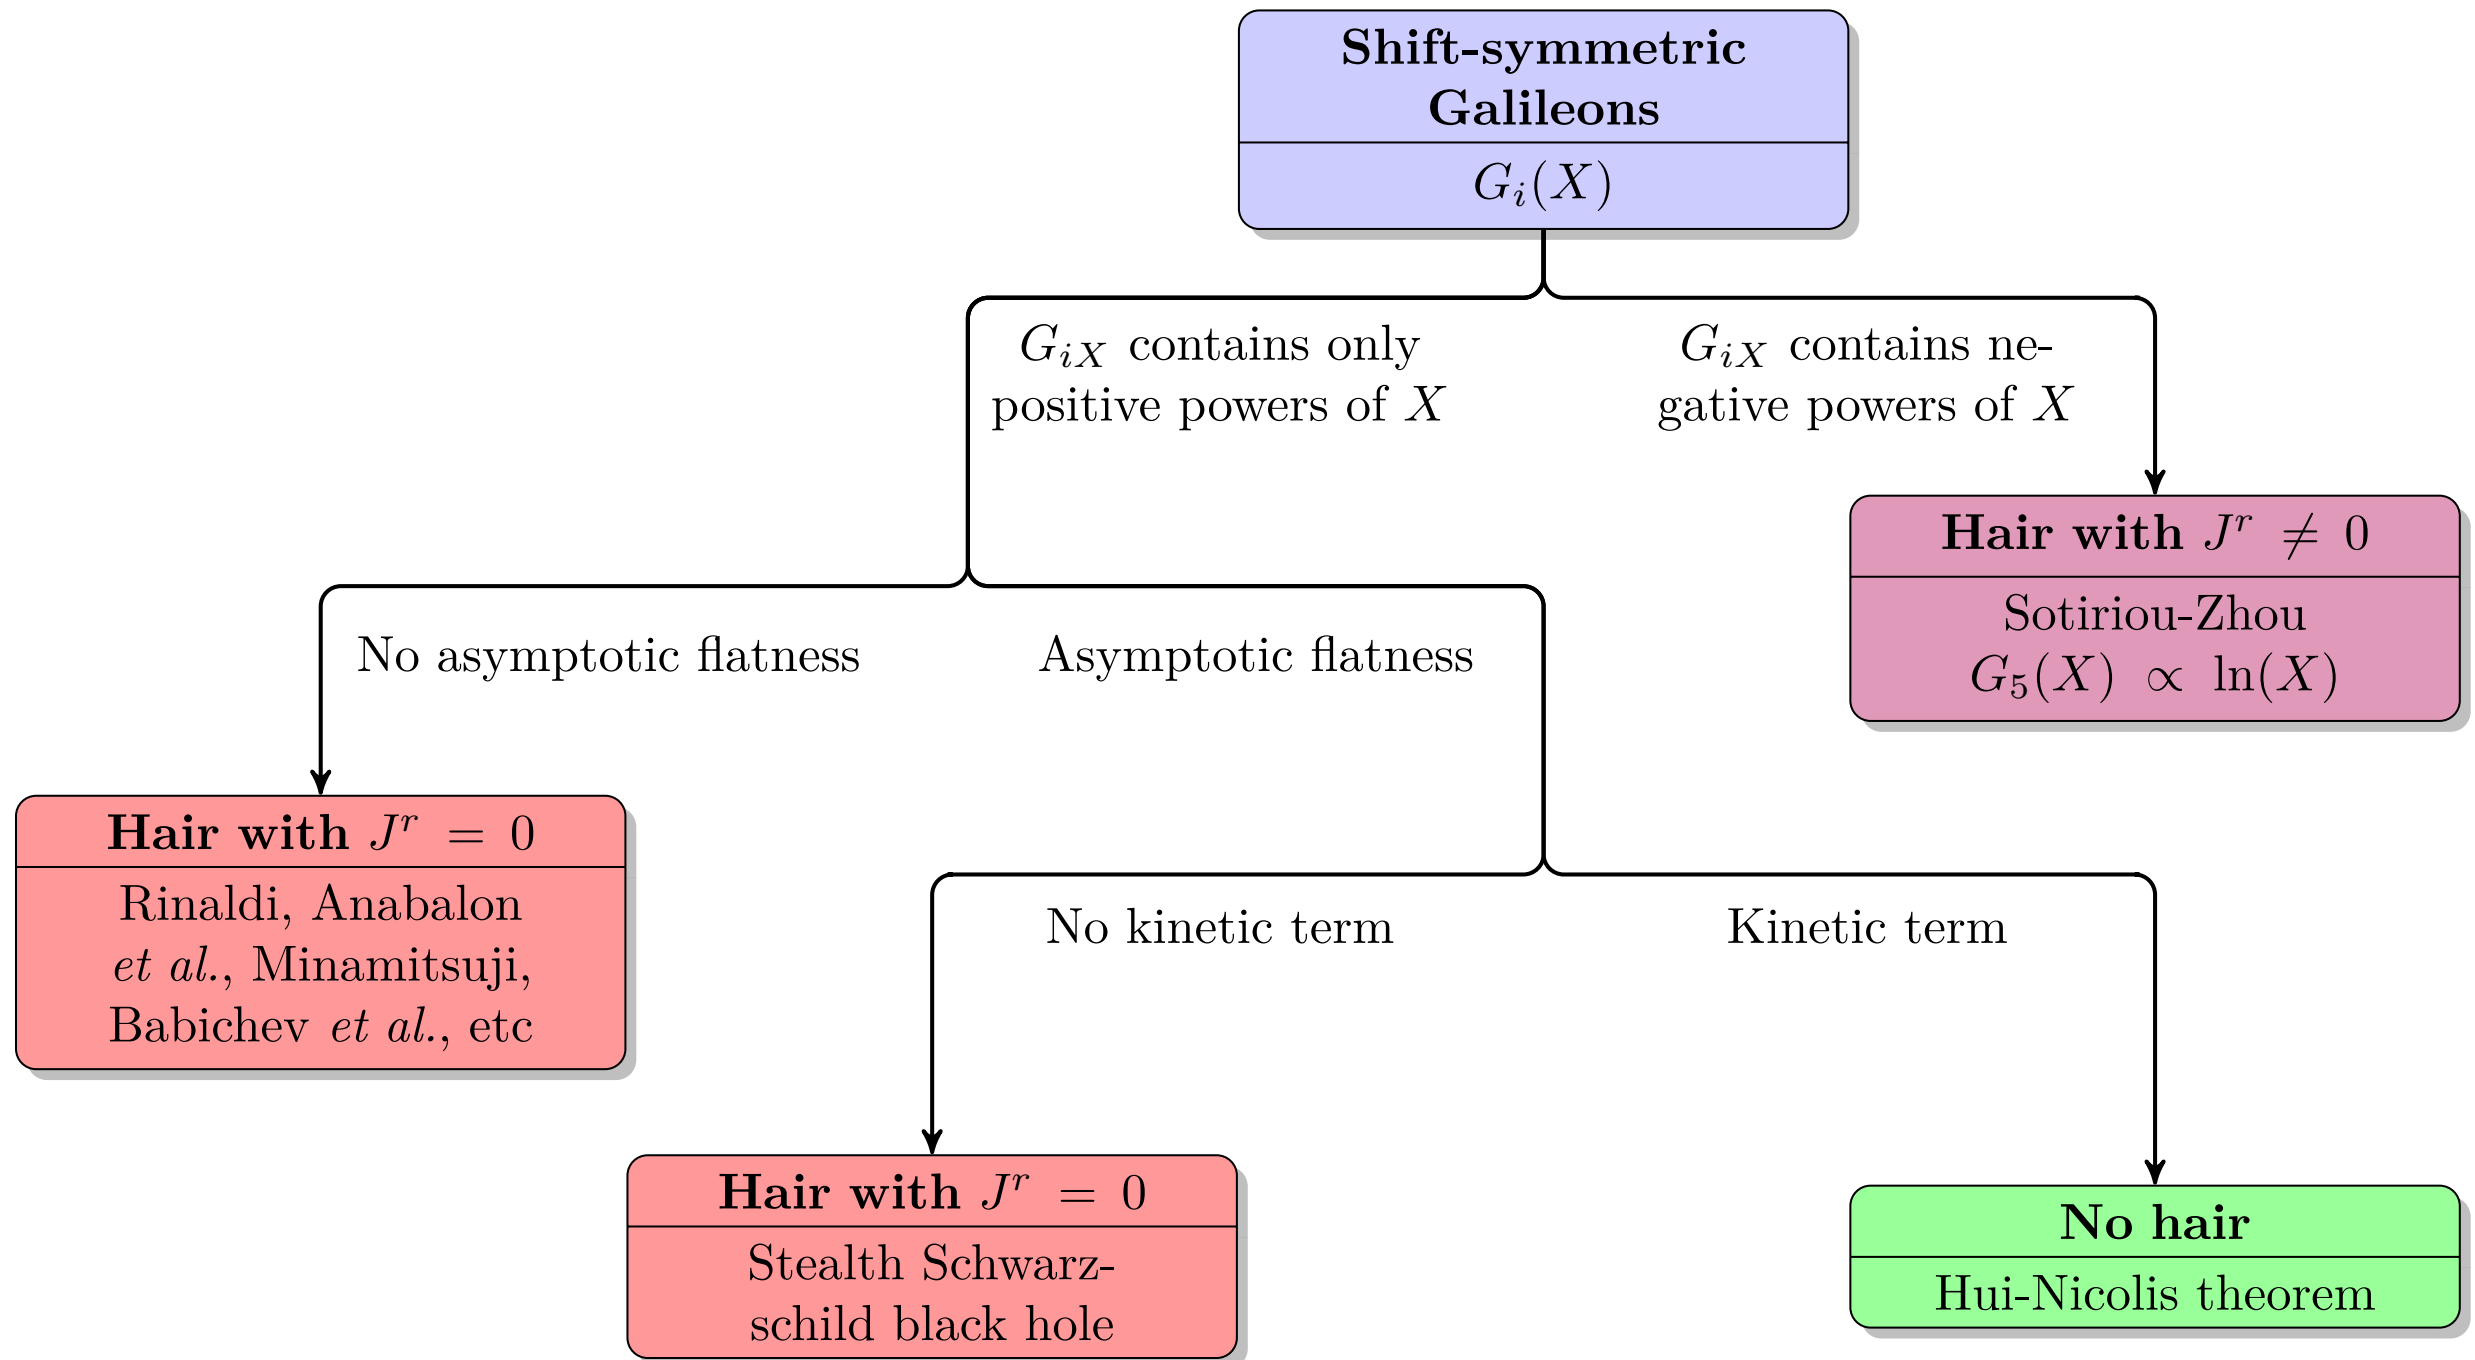 Shift-symmetric
Galileons
G_i(X)
G_{iX} contains only
positive powers of X
G_{iX} contains ne-
gative powers of X
Hair with J^r ≠ 0
Sotiriou-Zhou
G_5(X) ∝ ln(X)
No asymptotic flatness
Asymptotic flatness
Hair with J^r = 0
Rinaldi, Anabalon
et al., Minamitsuji,
Babichev et al., etc
No kinetic term
Kinetic term
Hair with J^r = 0
Stealth Schwarz-
schild black hole
No hair
Hui-Nicolis theorem